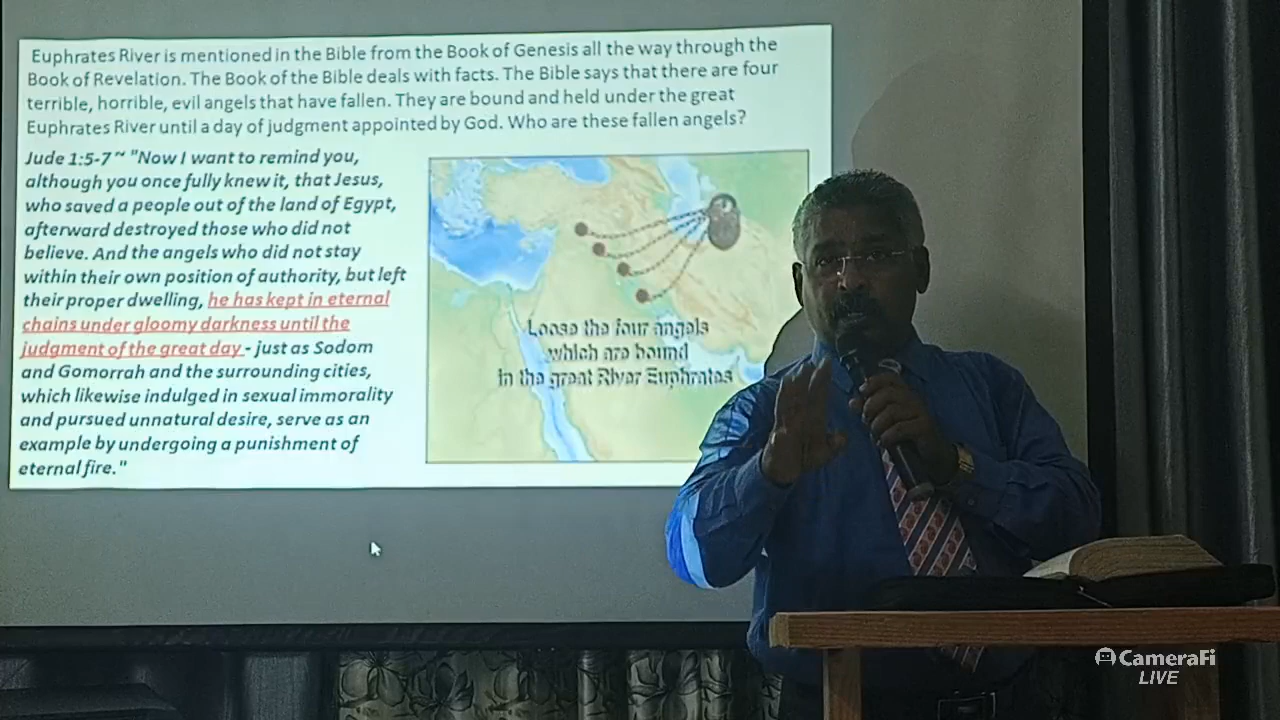 Euphrates River is mentioned in the Bible from the Book of Genesis all the way through the
Book of Revelation. The Book of the Bible deals with facts. The Bible says that there are four
terrible, horrible, evil angels that have fallen. They are bound and held under the great
Euphrates River until a day of judgment appointed by God. Who are these fallen angels?
Jude 1:5-7 ~ "Now I want to remind you,
although you once fully knew it, that Jesus,
who saved a people out of the land of Egypt,
afterward destroyed those who did not
believe. And the angels who did not stay
within their own position of authority, but left
their proper dwelling, he has kept in eternal
chains under gloomy darkness until the
judgment of the great day - just as Sodom
and Gomorrah and the surrounding cities,
which likewise indulged in sexual immorality
and pursued unnatural desire, serve as an
example by undergoing a punishment of
eternal fire."
Loose the four angels
which are bound
in the great River Euphrates
CameraFi
LIVE